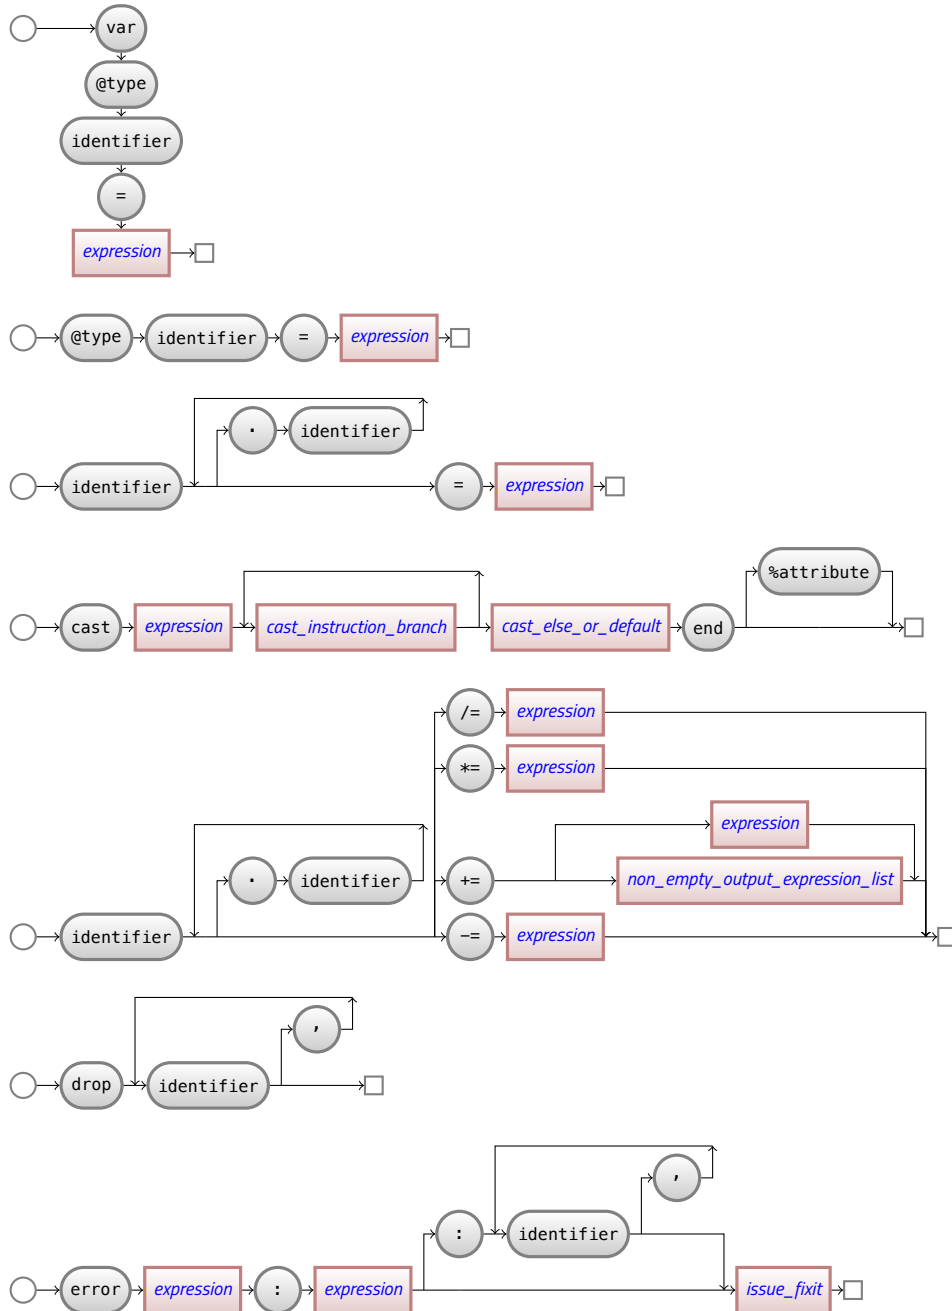 var
@type
identifier
=
expression
@type identifier = expression
. identifier
identifier = expression
%attribute
cast expression cast_instruction_branch cast_else_or_default end
/= expression
*= expression
expression
. identifier += non_empty_output_expression_list
identifier -= expression
,
drop identifier
,
: identifier
error expression : expression issue_fixit